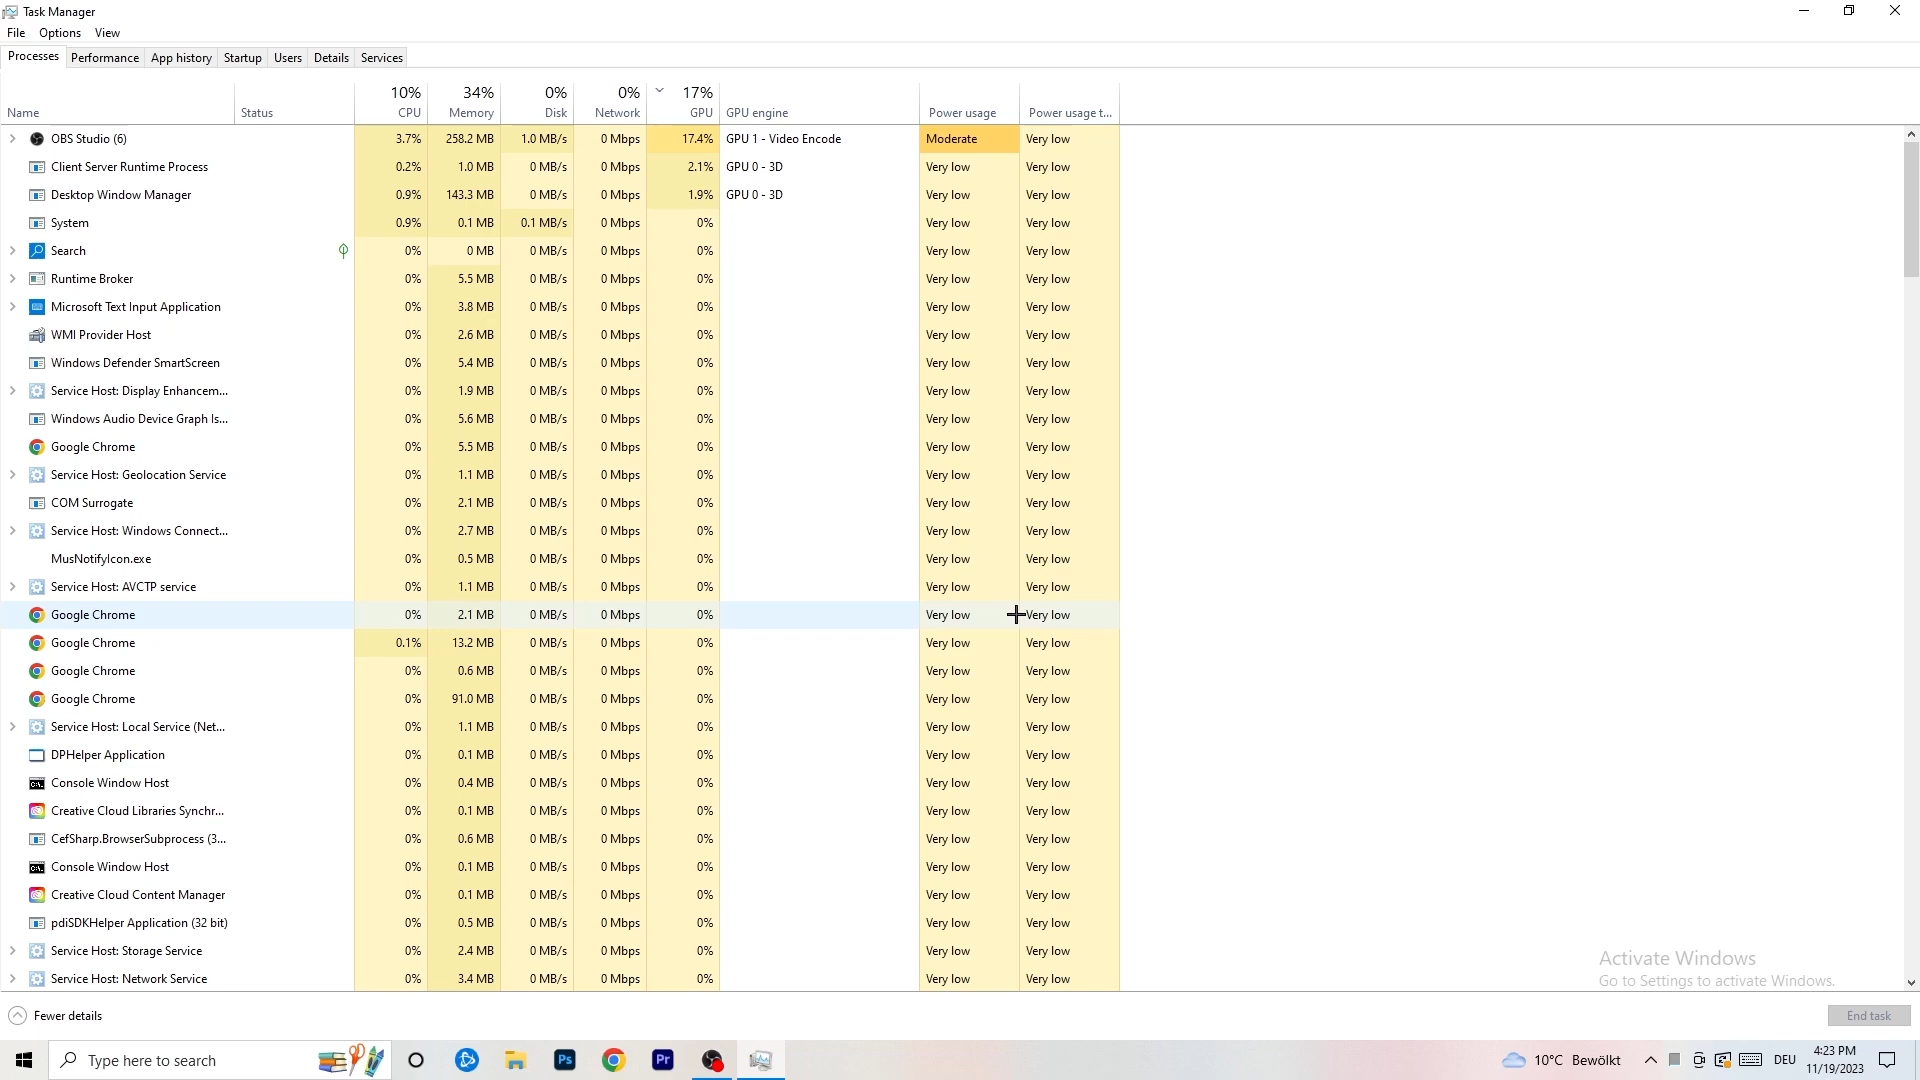 Task Manager
File Options View
Processes Performance App history Startup Users Details Services
10% 34% 0% 0% 17%
Name Status CPU Memory Disk Network GPU GPU engine Power usage Power usage t...
OBS Studio (6) 3.7% 258.2 MB 1.0 MB/s 0 Mbps 17.4% GPU 1 - Video Encode Moderate Very low
Client Server Runtime Process 0.2% 1.0 MB 0 MB/s 0 Mbps 2.1% GPU 0 - 3D Very low Very low
Desktop Window Manager 0.9% 143.3 MB 0 MB/s 0 Mbps 1.9% GPU 0 - 3D Very low Very low
System 0.9% 0.1 MB 0.1 MB/s 0 Mbps 0% Very low Very low
Search 0% 0 MB 0 MB/s 0 Mbps 0% Very low Very low
Runtime Broker 0% 5.5 MB 0 MB/s 0 Mbps 0% Very low Very low
Microsoft Text Input Application 0% 3.8 MB 0 MB/s 0 Mbps 0% Very low Very low
WMI Provider Host 0% 2.6 MB 0 MB/s 0 Mbps 0% Very low Very low
Windows Defender SmartScreen 0% 5.4 MB 0 MB/s 0 Mbps 0% Very low Very low
Service Host: Display Enhancem... 0% 1.9 MB 0 MB/s 0 Mbps 0% Very low Very low
Windows Audio Device Graph Is... 0% 5.6 MB 0 MB/s 0 Mbps 0% Very low Very low
Google Chrome 0% 5.5 MB 0 MB/s 0 Mbps 0% Very low Very low
Service Host: Geolocation Service 0% 1.1 MB 0 MB/s 0 Mbps 0% Very low Very low
COM Surrogate 0% 2.1 MB 0 MB/s 0 Mbps 0% Very low Very low
Service Host: Windows Connect... 0% 2.7 MB 0 MB/s 0 Mbps 0% Very low Very low
MusNotifyIcon.exe 0% 0.5 MB 0 MB/s 0 Mbps 0% Very low Very low
Service Host: AVCTP service 0% 1.1 MB 0 MB/s 0 Mbps 0% Very low Very low
Google Chrome 0% 2.1 MB 0 MB/s 0 Mbps 0% Very low Very low
Google Chrome 0.1% 13.2 MB 0 MB/s 0 Mbps 0% Very low Very low
Google Chrome 0% 0.6 MB 0 MB/s 0 Mbps 0% Very low Very low
Google Chrome 0% 91.0 MB 0 MB/s 0 Mbps 0% Very low Very low
Service Host: Local Service (Net... 0% 1.1 MB 0 MB/s 0 Mbps 0% Very low Very low
DPHelper Application 0% 0.1 MB 0 MB/s 0 Mbps 0% Very low Very low
Console Window Host 0% 0.4 MB 0 MB/s 0 Mbps 0% Very low Very low
Creative Cloud Libraries Synchr... 0% 0.1 MB 0 MB/s 0 Mbps 0% Very low Very low
CefSharp.BrowserSubprocess (3... 0% 0.6 MB 0 MB/s 0 Mbps 0% Very low Very low
Console Window Host 0% 0.1 MB 0 MB/s 0 Mbps 0% Very low Very low
Creative Cloud Content Manager 0% 0.1 MB 0 MB/s 0 Mbps 0% Very low Very low
pdiSDKHelper Application (32 bit) 0% 0.5 MB 0 MB/s 0 Mbps 0% Very low Very low
Service Host: Storage Service 0% 2.4 MB 0 MB/s 0 Mbps 0% Very low Very low
Service Host: Network Service 0% 3.4 MB 0 MB/s 0 Mbps 0% Very low Very low
Activate Windows
Go to Settings to activate Windows.
Fewer details End task
Type here to search Ps Pr 10°C Bewölkt DEU 4:23 PM
11/19/2023